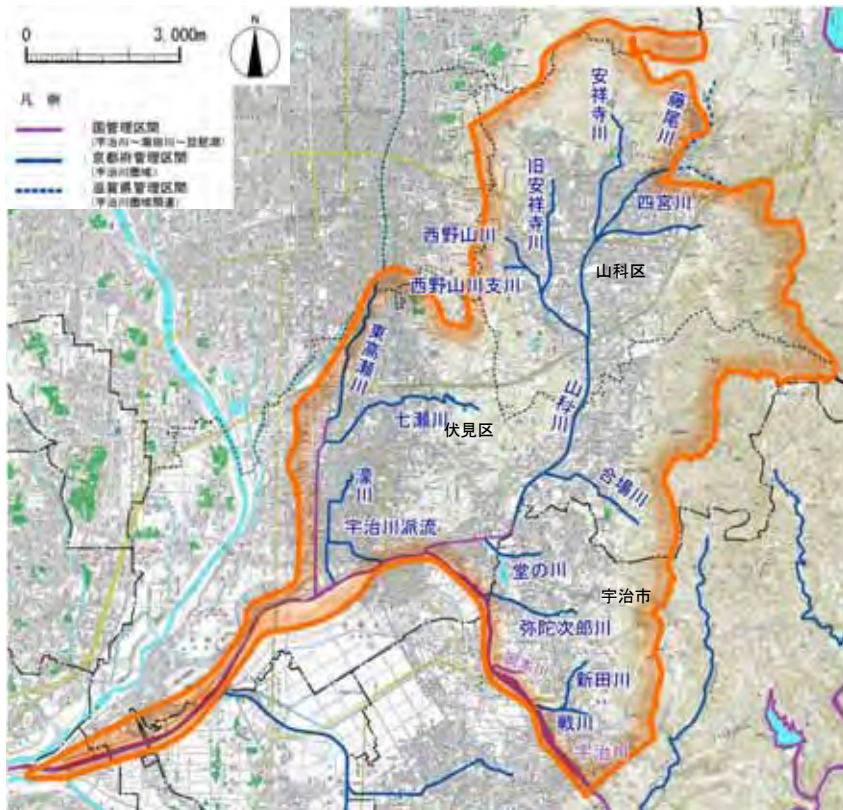 0 3,000m
N
凡 例
国管理区間
(宇治川~瀬田川~琵琶湖)
京都府管理区間
(宇治川圏域)
滋賀県管理区間
(宇治川圏域関連)
安祥寺川
藤尾川
旧安祥寺川
四宮川
西野山川
山科区
西野山川支川
東高瀬川
山科川
七瀬川
伏見区
濠川
合場川
宇治川派流
堂の川
宇治市
弥陀次郎川
新田川
戦川
宇治川